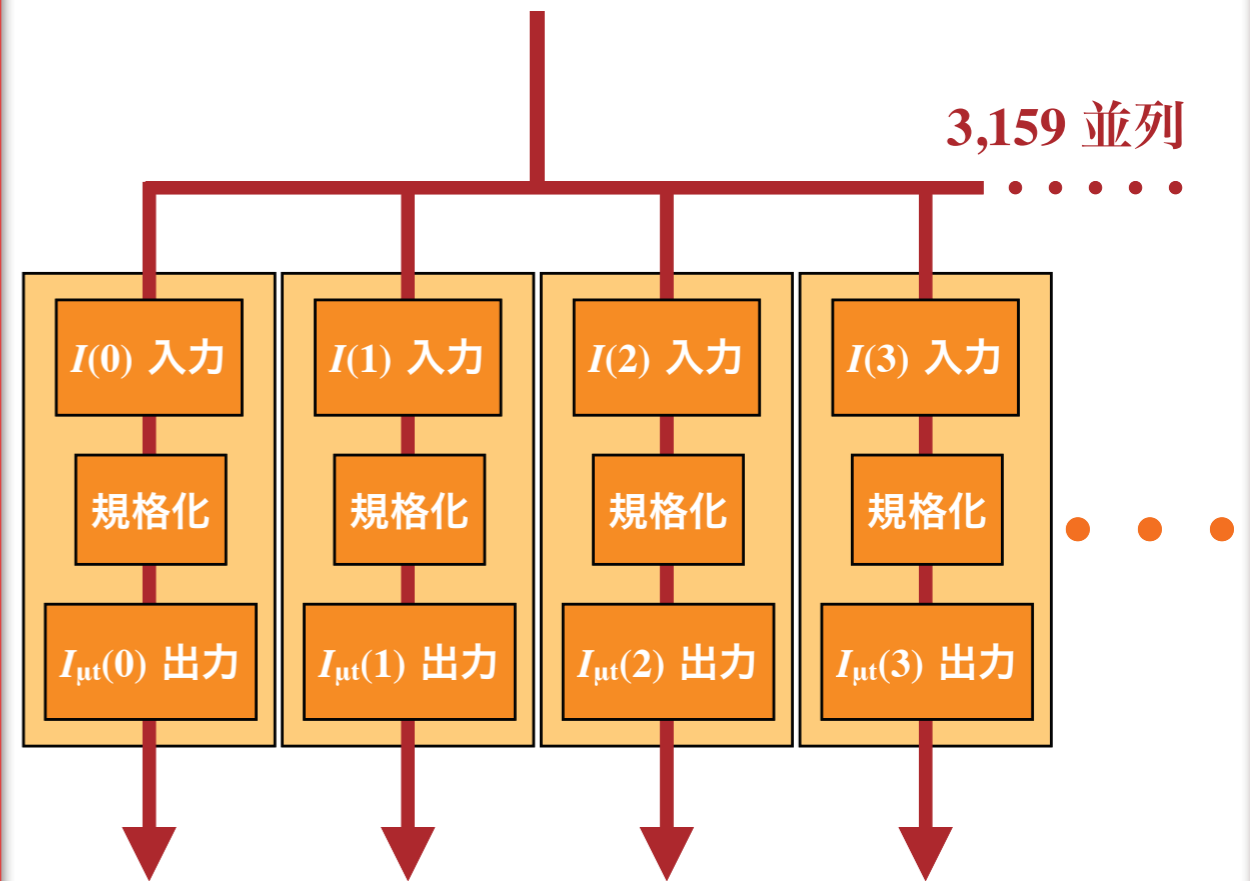 3,159 並列
I(0) 入力
I(1) 入力
I(2) 入力
I(3) 入力
規格化
規格化
規格化
規格化
Iμt(0) 出力
Iμt(1) 出力
Iμt(2) 出力
Iμt(3) 出力